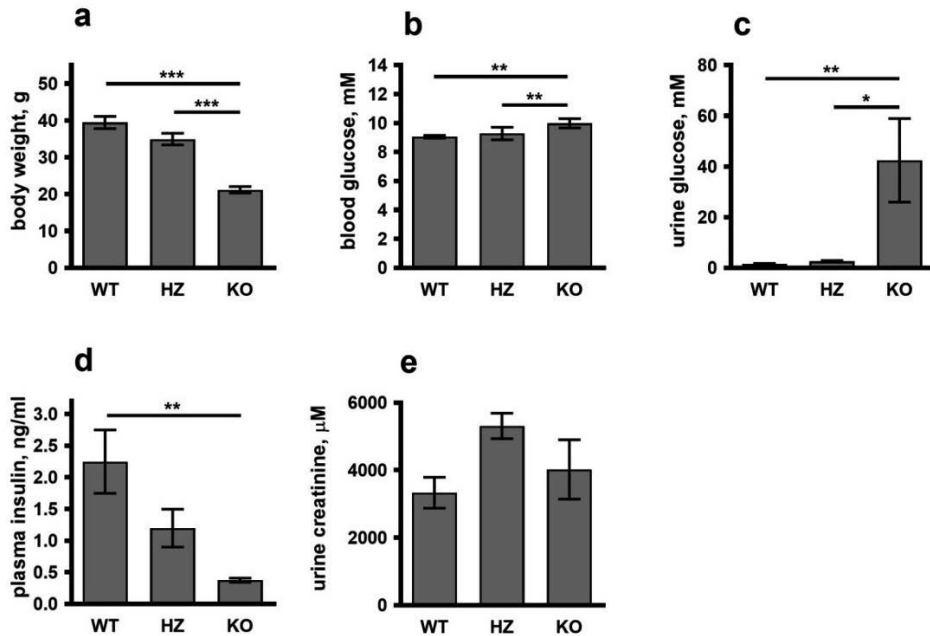 a
body weight, g
50
40
30
20
10
0
***
***
WT HZ KO
b
blood glucose, mM
14
12
10
8
6
4
2
0
**
**
WT HZ KO
c
urine glucose, mM
80
60
40
20
0
**
*
WT HZ KO
d
plasma insulin, ng/ml
3.0
2.5
2.0
1.5
1.0
0.5
0.0
**
WT HZ KO
e
urine creatinine, µM
6000
4000
2000
0
WT HZ KO